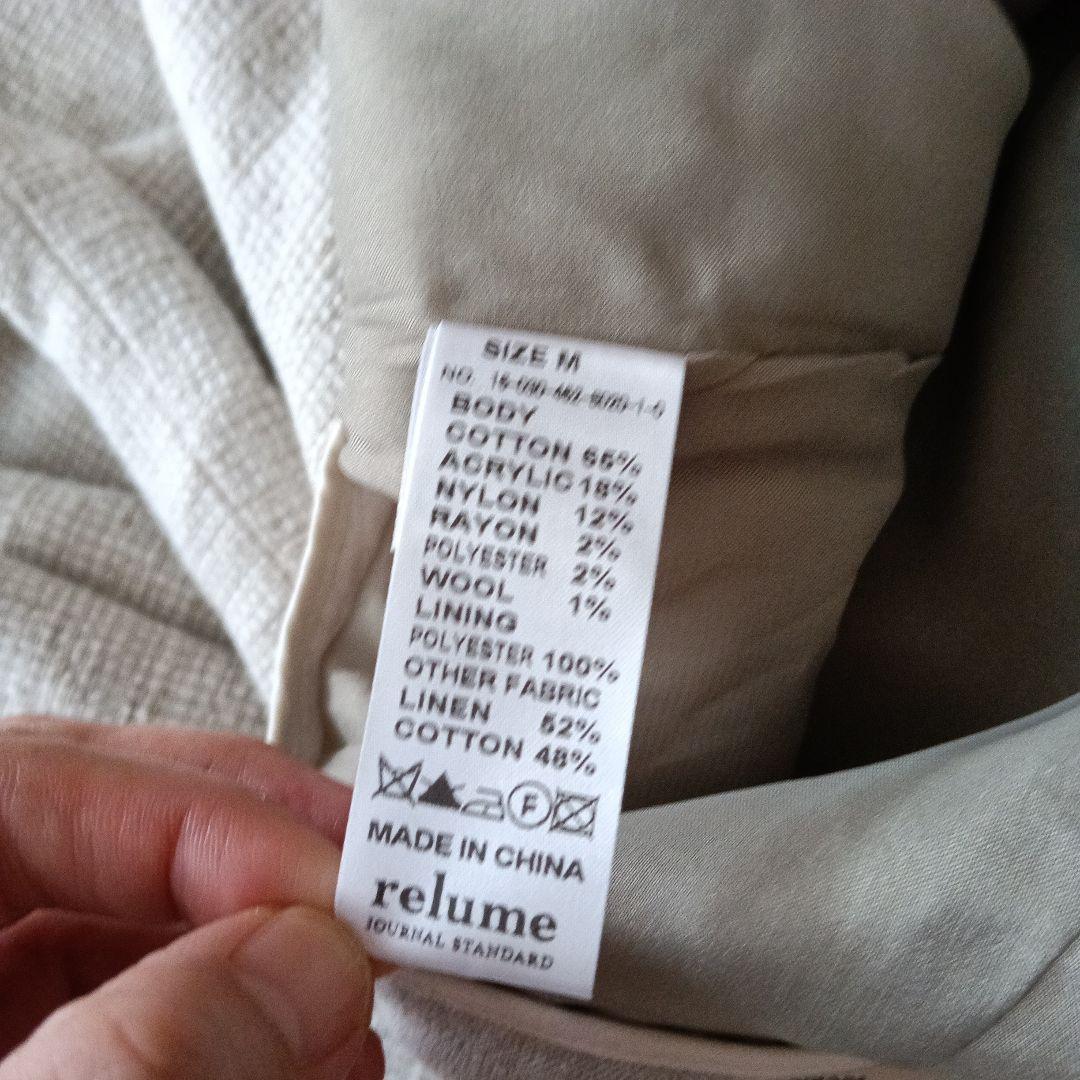 SIZE M
NO.
BODY
COTTON 65%
ACRYLIC 18%
NYLON 12%
RAYON 2%
POLYESTER 2%
WOOL 1%
LINING
POLYESTER 100%
OTHER FABRIC
LINEN 52%
COTTON 48%
F
MADE IN CHINA
relume
JOURNAL STANDARD